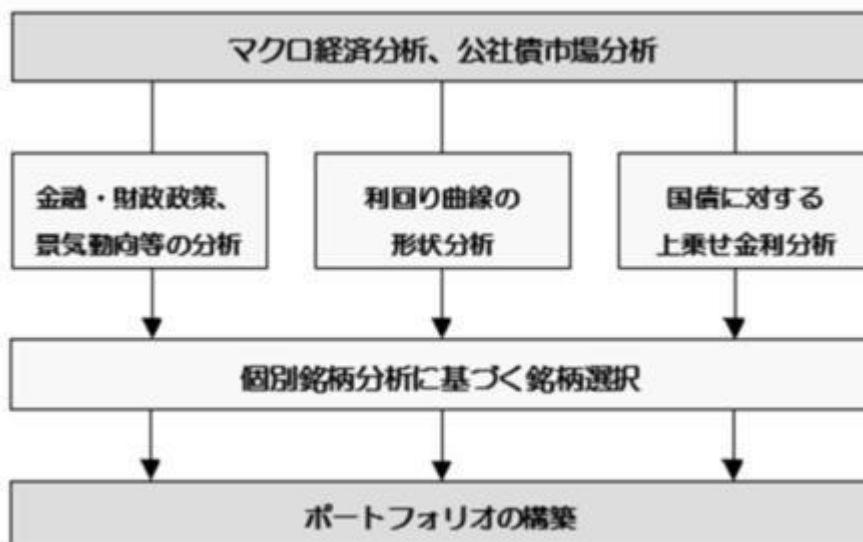 マクロ経済分析、公社債市場分析
金融・財政政策、
景気動向等の分析
利回り曲線の
形状分析
国債に対する
上乗せ金利分析
個別銘柄分析に基づく銘柄選択
ポートフォリオの構築